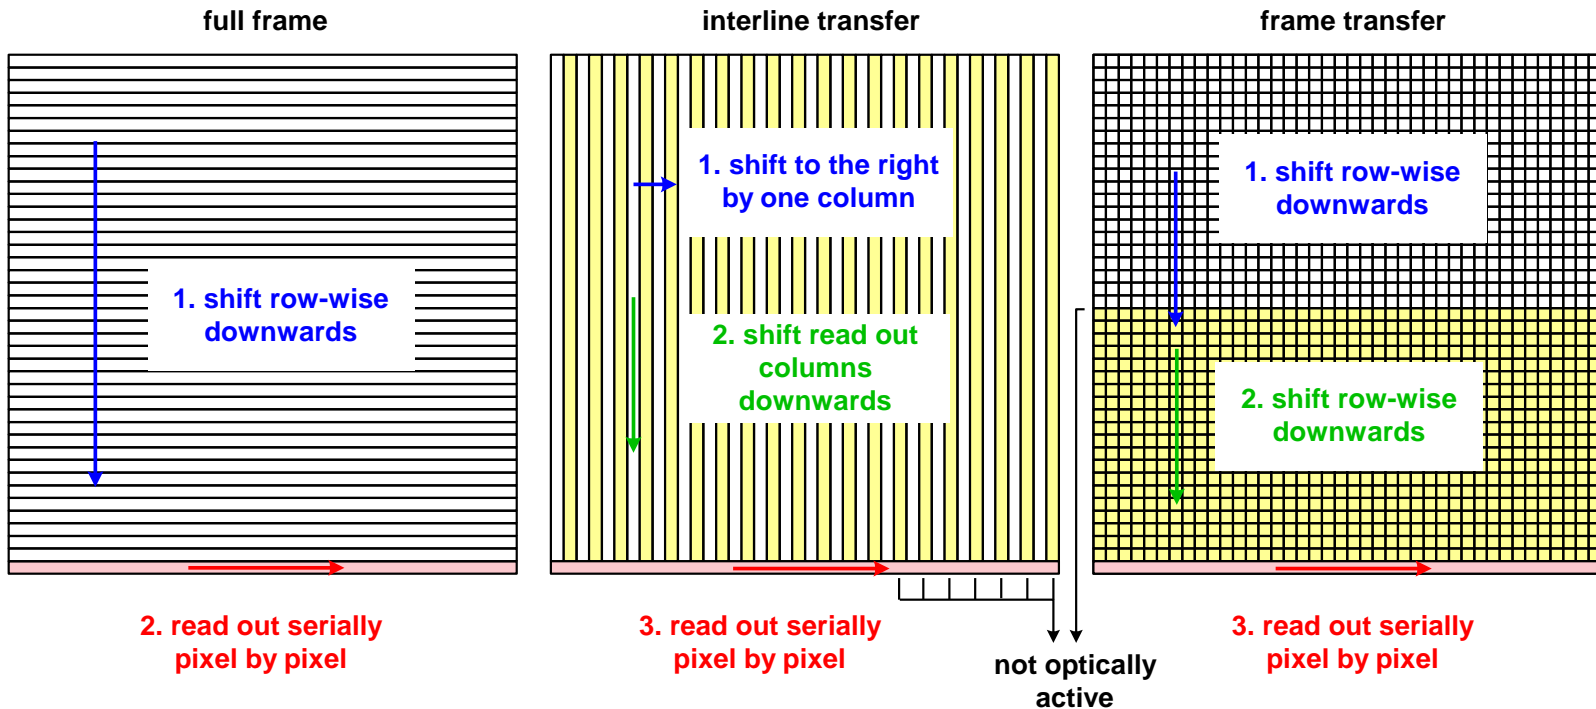 full frame
interline transfer
frame transfer
1. shift row-wise
downwards
2. read out serially
pixel by pixel
1. shift to the right
by one column
2. shift read out
columns
downwards
3. read out serially
pixel by pixel
not optically
active
1. shift row-wise
downwards
2. shift row-wise
downwards
3. read out serially
pixel by pixel